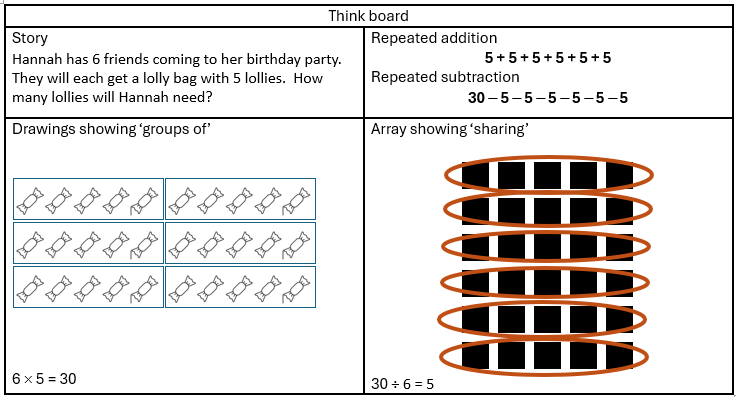 Think board
Story
Hannah has 6 friends coming to her birthday party.
They will each get a lolly bag with 5 lollies.  How
many lollies will Hannah need?
Repeated addition
5 + 5 + 5 + 5 + 5 + 5
Repeated subtraction
30 – 5 – 5 – 5 – 5 – 5 – 5
Drawings showing ‘groups of’
6 × 5 = 30
Array showing ‘sharing’
30 ÷ 6 = 5